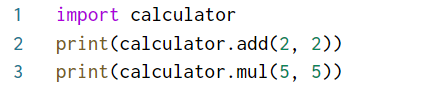 1 import calculator
2 print(calculator.add(2, 2))
3 print(calculator.mul(5, 5))